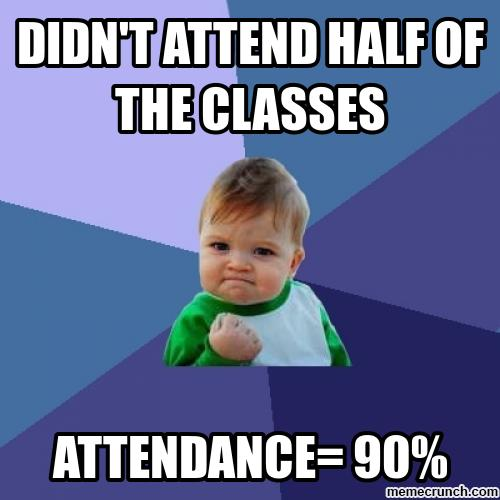 DIDN'T ATTEND HALF OF
THE CLASSES
ATTENDANCE= 90%
memecrunch.com